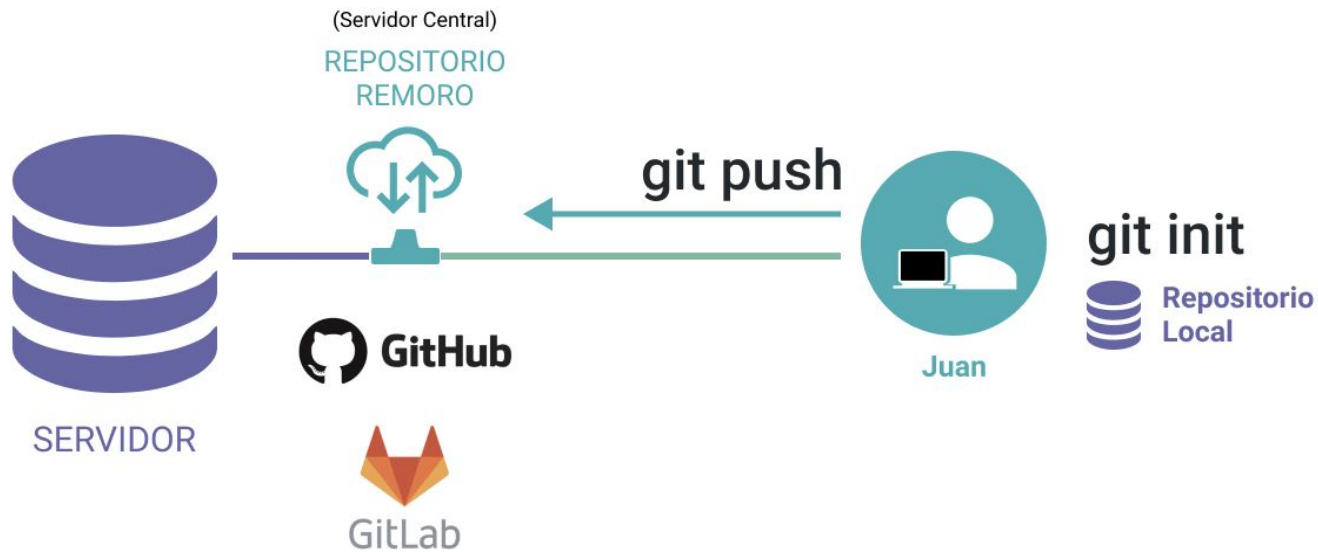 (Servidor Central)
REPOSITORIO
REMORO
git push
git init
Repositorio
Local
Juan
GitHub
SERVIDOR
GitLab